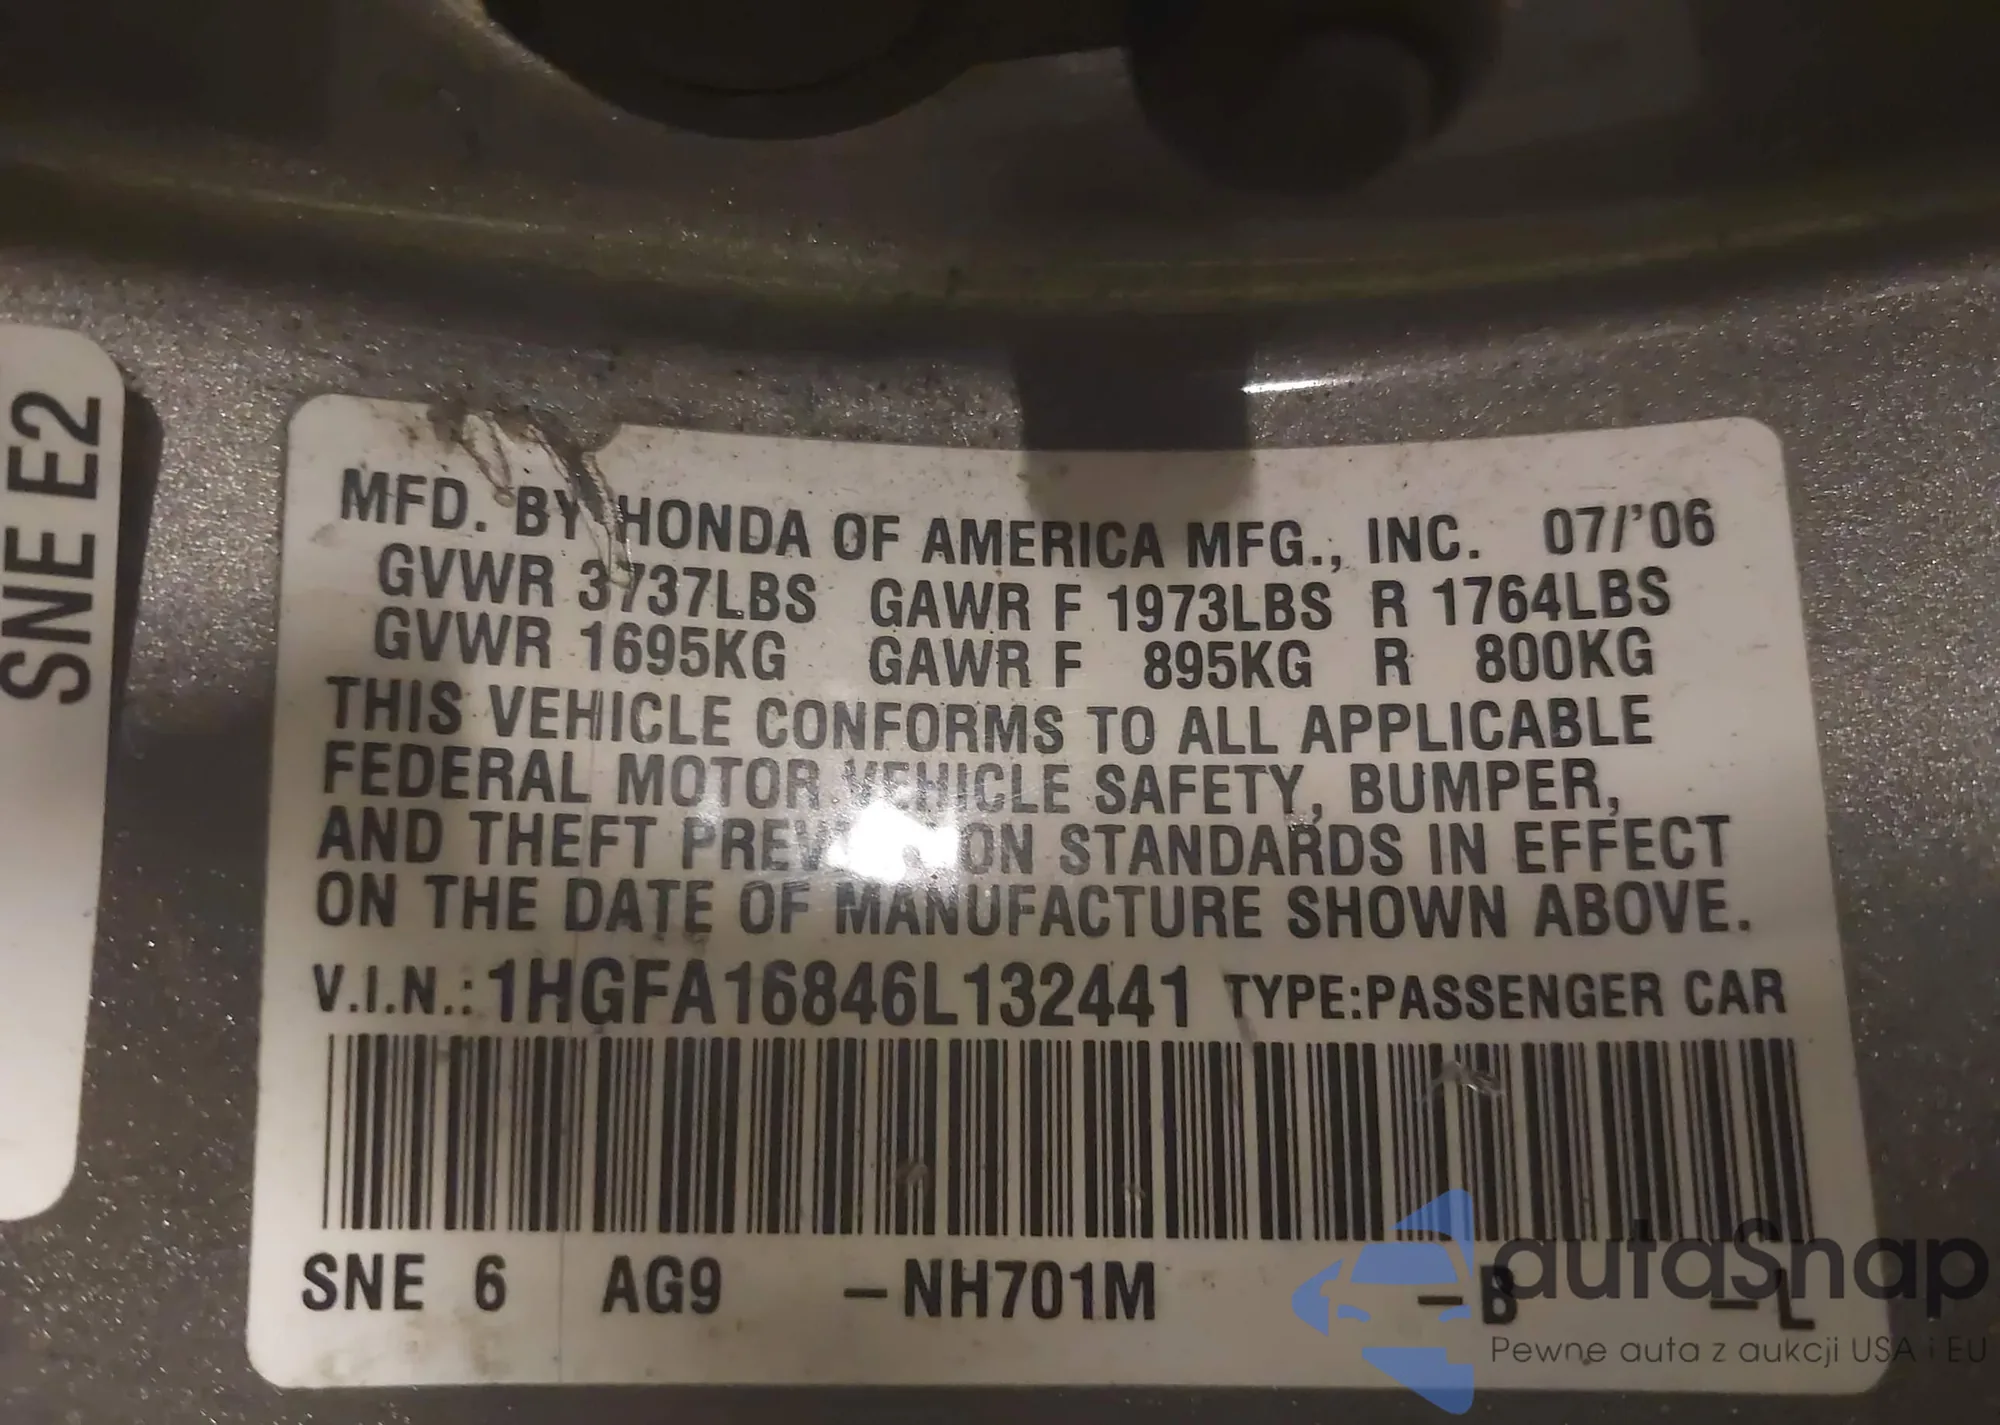 SNE E2
MFD. BY HONDA OF AMERICA MFG., INC. 07/'06
GVWR 3737LBS GAWR F 1973LBS R 1764LBS
GVWR 1695KG GAWR F 895KG R 800KG
THIS VEHICLE CONFORMS TO ALL APPLICABLE
FEDERAL MOTOR VEHICLE SAFETY, BUMPER,
AND THEFT PREVENTION STANDARDS IN EFFECT
ON THE DATE OF MANUFACTURE SHOWN ABOVE.
V.I.N.: 1HGFA16846L132441 TYPE:PASSENGER CAR
SNE 6 AG9 –NH701M –B –L
autaSnap
Pewne auta z aukcji USA i EU